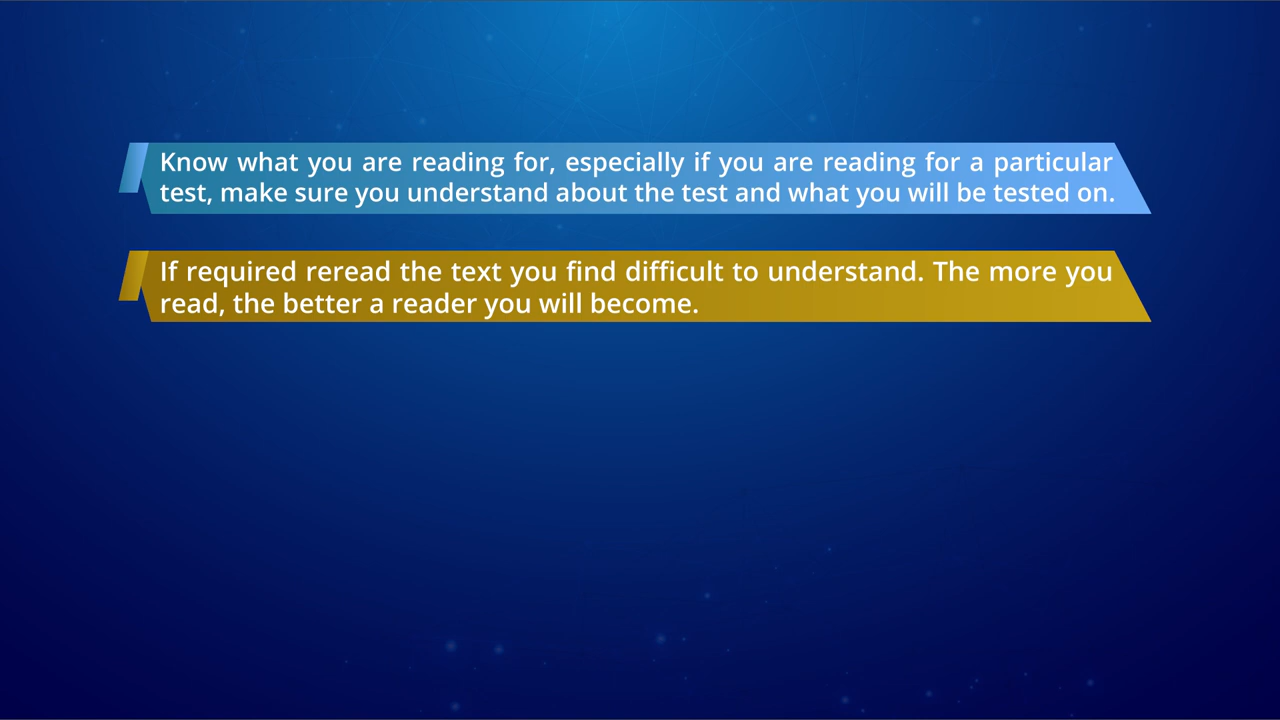 Know what you are reading for, especially if you are reading for a particular
test, make sure you understand about the test and what you will be tested on.
If required reread the text you find difficult to understand. The more you
read, the better a reader you will become.